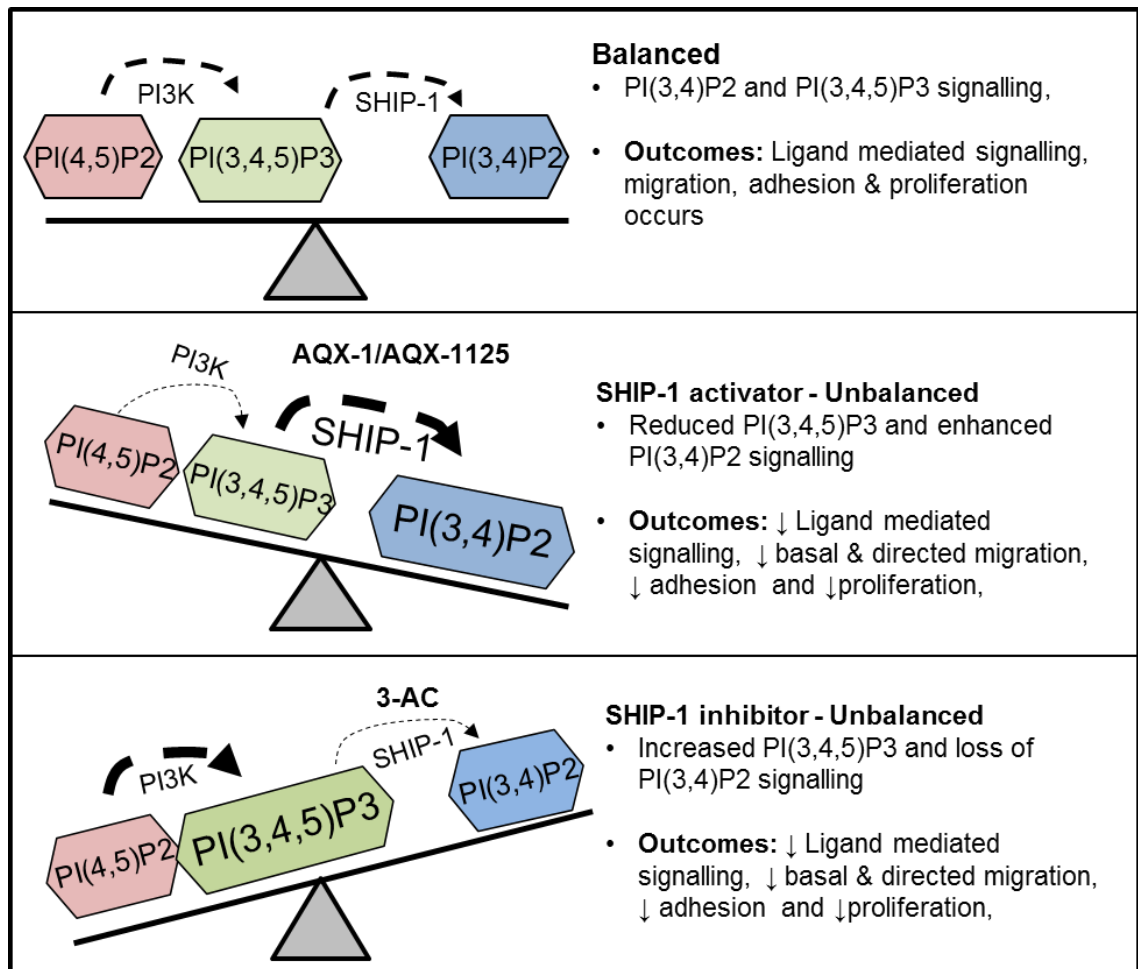 PI3K
SHIP-1
PI(4,5)P2
PI(3,4,5)P3
PI(3,4)P2
Balanced
• PI(3,4)P2 and PI(3,4,5)P3 signalling,
• Outcomes: Ligand mediated signalling,
migration, adhesion & proliferation
occurs
AQX-1/AQX-1125
PI3K
SHIP-1
PI(4,5)P2
PI(3,4,5)P3
PI(3,4)P2
SHIP-1 activator - Unbalanced
• Reduced PI(3,4,5)P3 and enhanced
PI(3,4)P2 signalling
• Outcomes: ↓ Ligand mediated
signalling, ↓ basal & directed migration,
↓ adhesion and ↓proliferation,
3-AC
PI3K
SHIP-1
PI(4,5)P2
PI(3,4,5)P3
PI(3,4)P2
SHIP-1 inhibitor - Unbalanced
• Increased PI(3,4,5)P3 and loss of
PI(3,4)P2 signalling
• Outcomes: ↓ Ligand mediated
signalling, ↓ basal & directed migration,
↓ adhesion and ↓proliferation,